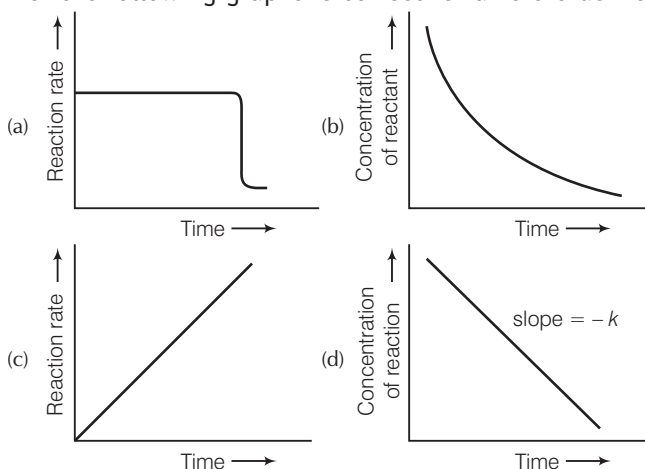 (a)
Reaction rate
Time
(b)
Concentration
of reactant
Time
(c)
Reaction rate
Time
(d)
Concentration
of reaction
slope = – k
Time